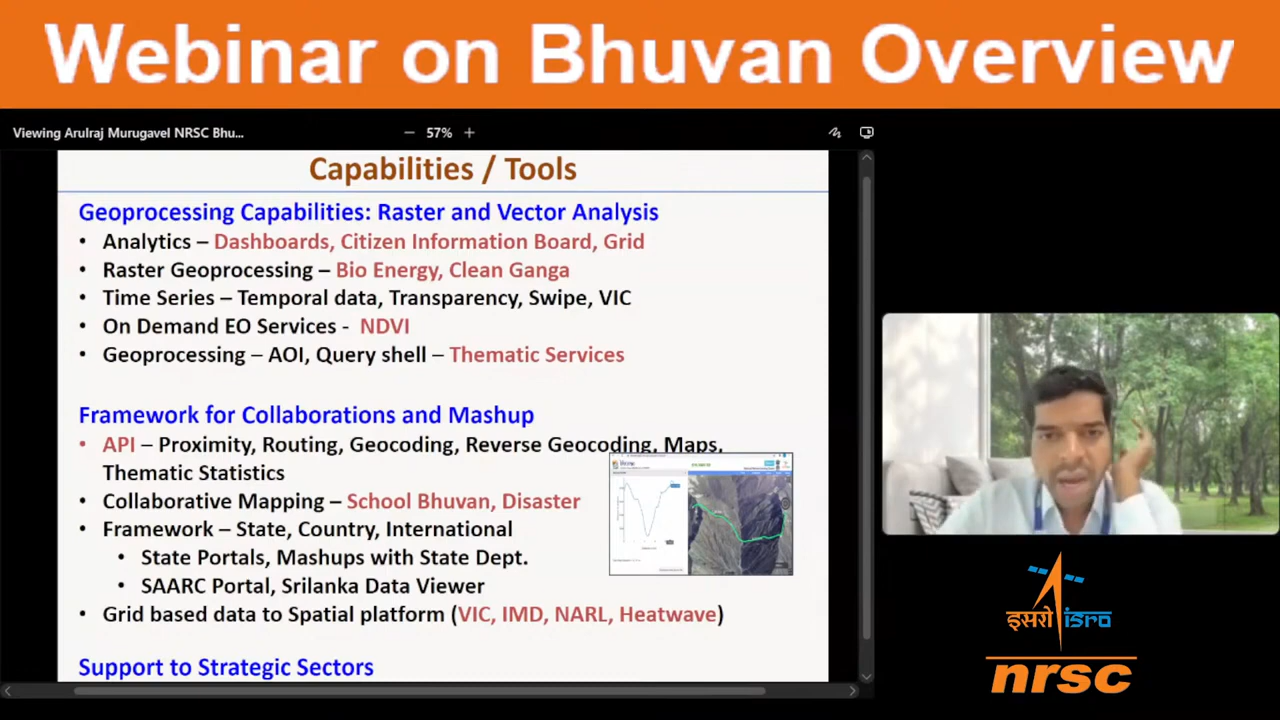 Webinar on Bhuvan Overview
Viewing Arulraj Murugavel NRSC Bhu...
57%
Capabilities / Tools
Geoprocessing Capabilities: Raster and Vector Analysis
• Analytics – Dashboards, Citizen Information Board, Grid
• Raster Geoprocessing – Bio Energy, Clean Ganga
• Time Series – Temporal data, Transparency, Swipe, VIC
• On Demand EO Services - NDVI
• Geoprocessing – AOI, Query shell – Thematic Services
Framework for Collaborations and Mashup
• API – Proximity, Routing, Geocoding, Reverse Geocoding, Maps,
Thematic Statistics
• Collaborative Mapping – School Bhuvan, Disaster
• Framework – State, Country, International
• State Portals, Mashups with State Dept.
• SAARC Portal, Srilanka Data Viewer
• Grid based data to Spatial platform (VIC, IMD, NARL, Heatwave)
Support to Strategic Sectors
इसरो isro
nrsc